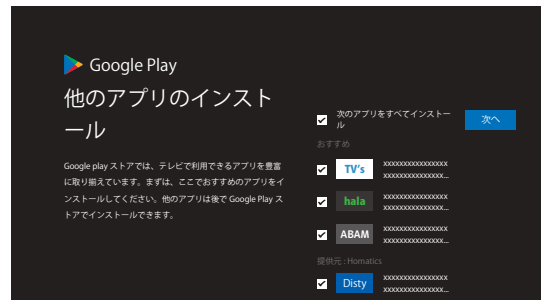 Google Play
他のアプリのインスト
ール
Google play ストアでは、テレビで利用できるアプリを豊富
に取り揃えています。まずは、ここでおすすめのアプリをイ
ンストールしてください。他のアプリは後で Google Play ス
トアでインストールできます。
次のアプリをすべてインストー
ル
次へ
おすすめ
TV's
xxxxxxxxxxxxxxx
xxxxxxxxxxxxxx...
hala
xxxxxxxxxxxxxxx
xxxxxxxxxxxxxx...
ABAM
xxxxxxxxxxxxxxx
xxxxxxxxxxxxxx...
提供元 : Homatics
Disty
xxxxxxxxxxxxxxx
xxxxxxxxxxxxxx...